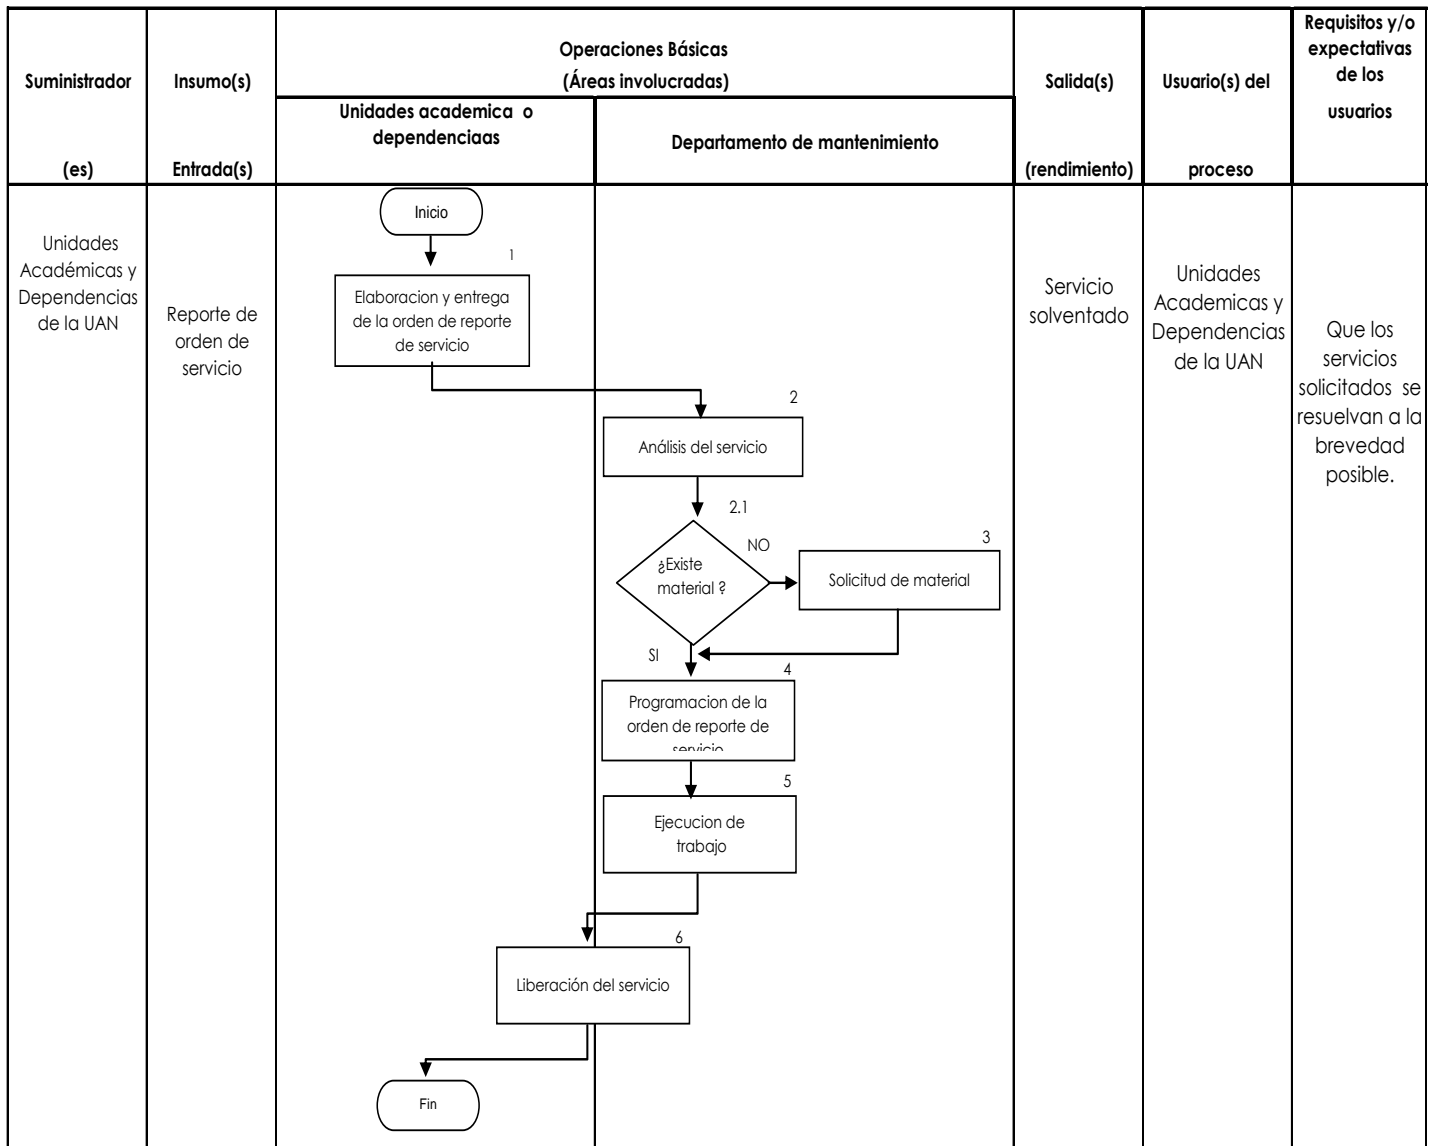 Suministrador
(es)
Insumo(s)
Entrada(s)
Operaciones Básicas
(Áreas involucradas)
Unidades academica o
dependenciaas
Departamento de mantenimiento
Salida(s)
(rendimiento)
Usuario(s) del
proceso
Requisitos y/o
expectativas
de los
usuarios
Unidades
Académicas y
Dependencias
de la UAN
Reporte de
orden de
servicio
Inicio
1
Elaboracion y entrega
de la orden de reporte
de servicio
2
Análisis del servicio
2.1
¿Existe
material ?
NO
3
Solicitud de material
SI
4
Programacion de la
orden de reporte de
servicio
5
Ejecucion de
trabajo
6
Liberación del servicio
Fin
Servicio
solventado
Unidades
Academicas y
Dependencias
de la UAN
Que los
servicios
solicitados se
resuelvan a la
brevedad
posible.